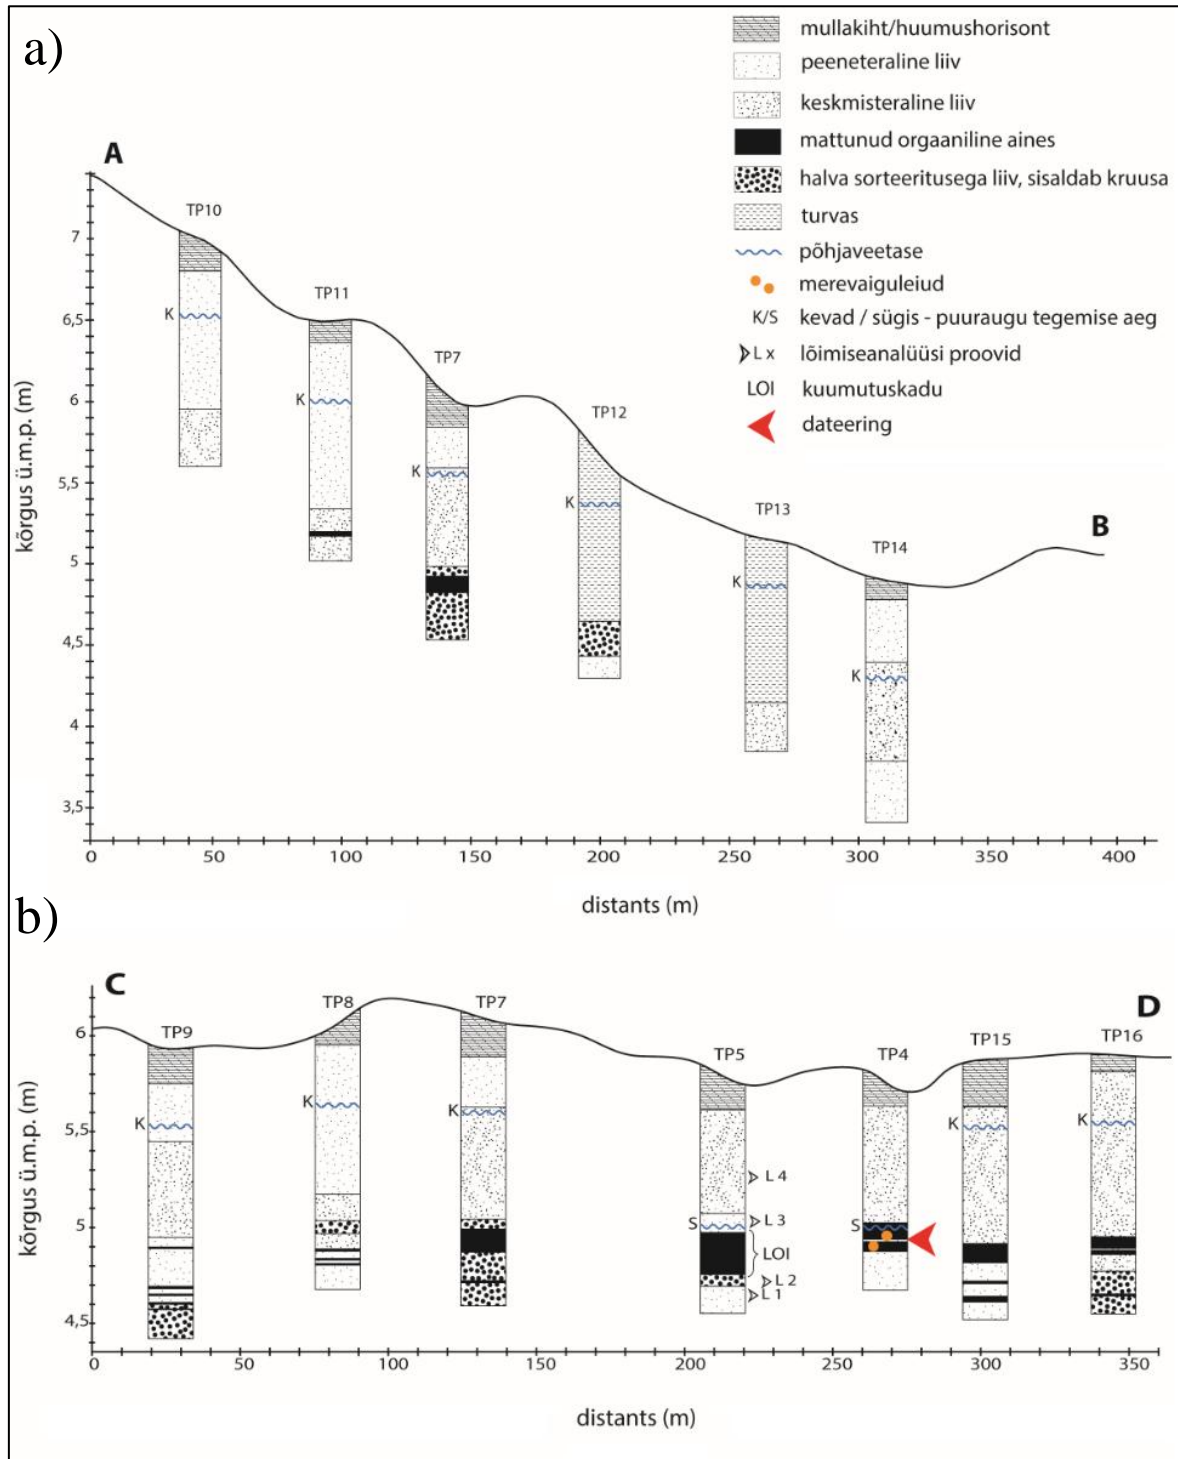 a)
mullakiht/huumushorisont
peeneteraline liiv
keskmisteraline liiv
mattunud orgaaniline aines
halva sorteeritusega liiv, sisaldab kruusa
turvas
põhjaveetase
merevaiguleiud
K/S kevad / sügis - puuraugu tegemise aeg
L x lõimiseanalüüsi proovid
LOI kuumutuskadu
dateering
A
TP10
TP11
TP7
TP12
TP13
B
TP14
K
K
K
K
K
K
kõrgus ü.m.p. (m)
7
6,5
6
5,5
5
4,5
4
3,5
0 50 100 150 200 250 300 350 400
distants (m)
b)
C
D
TP9
TP8
TP7
TP5
TP4
TP15
TP16
K
K
K
S
S
K
K
L 4
L 3
LOI
L 2
L 1
kõrgus ü.m.p. (m)
6
5,5
5
4,5
0 50 100 150 200 250 300 350
distants (m)